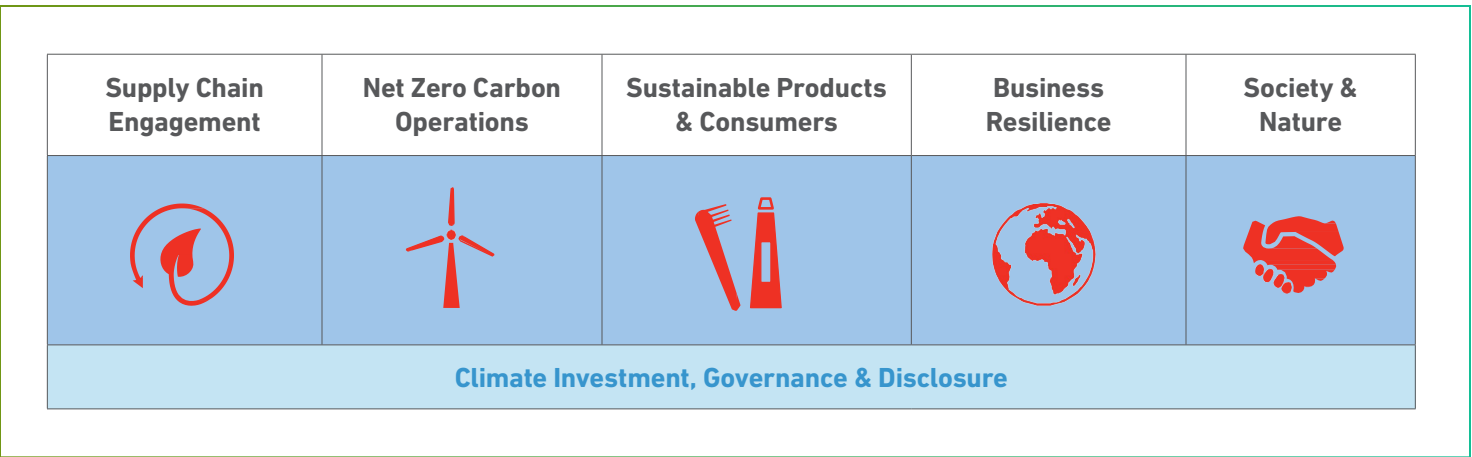 Supply Chain
Engagement
Net Zero Carbon
Operations
Sustainable Products
& Consumers
Business
Resilience
Society &
Nature
Climate Investment, Governance & Disclosure